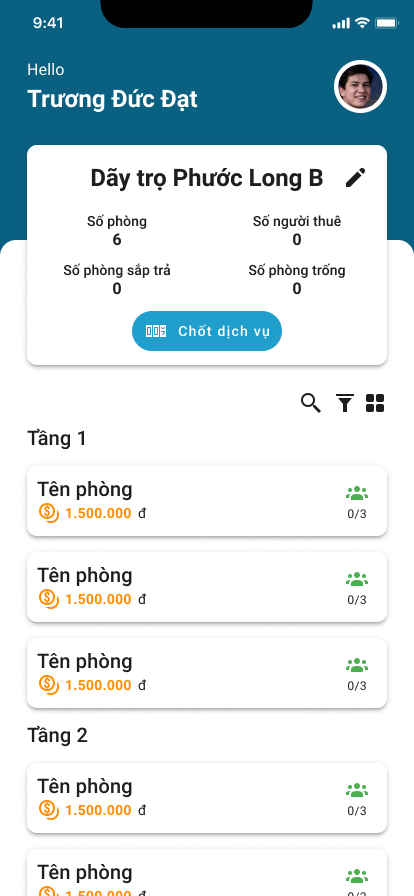 9:41
Hello
Trương Đức Đạt
Dãy trọ Phước Long B
Số phòng
6
Số người thuê
0
Số phòng sắp trả
0
Số phòng trống
0
Chốt dịch vụ
Tầng 1
Tên phòng
1.500.000 đ
0/3
Tên phòng
1.500.000 đ
0/3
Tên phòng
1.500.000 đ
0/3
Tầng 2
Tên phòng
1.500.000 đ
0/3
Tên phòng
1.500.000 đ